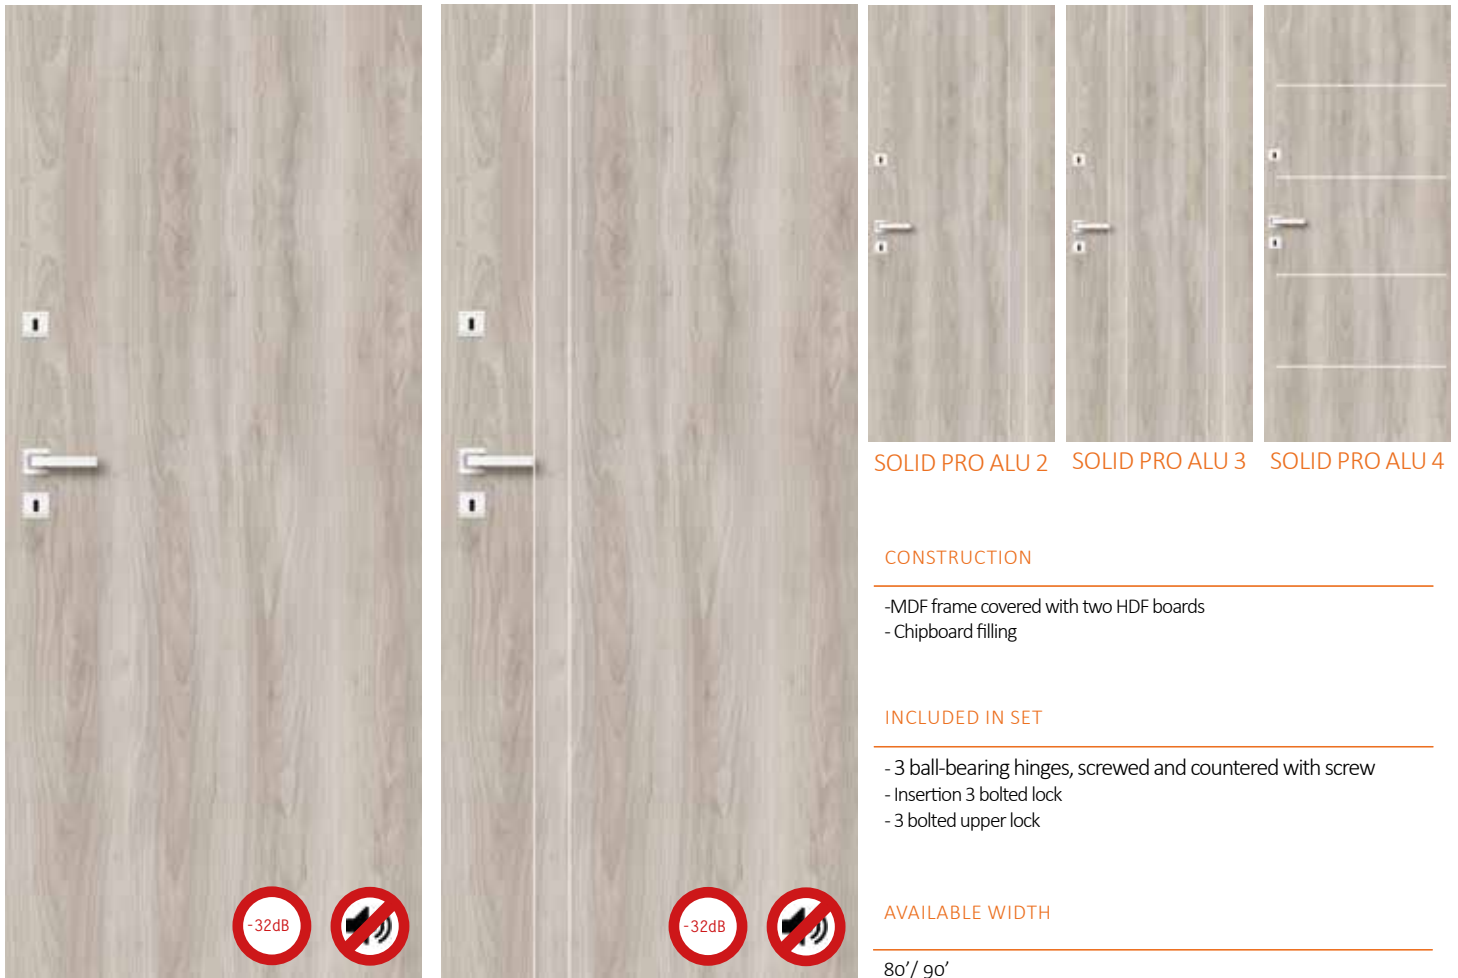 -32dB
-32dB
SOLID PRO ALU 2
SOLID PRO ALU 3
SOLID PRO ALU 4
CONSTRUCTION
-MDF frame covered with two HDF boards
- Chipboard filling
INCLUDED IN SET
- 3 ball-bearing hinges, screwed and countered with screw
- Insertion 3 bolted lock
- 3 bolted upper lock
AVAILABLE WIDTH
80’/ 90’